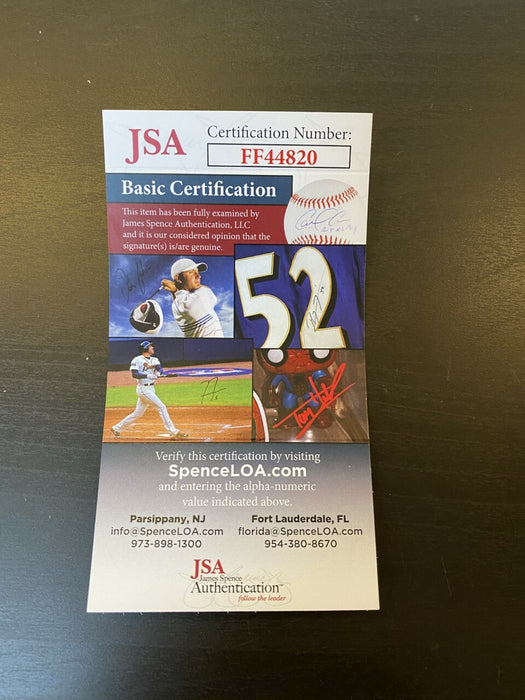 JSA
Certification Number:
FF44820
Basic Certification
This item has been fully examined by
James Spence Authentication, LLC
and it is our considered opinion that the
signature(s) is/are genuine.
52
Verify this certification by visiting
SpenceLOA.com
and entering the alpha-numeric
value indicated above.
Parsippany, NJ
info@SpenceLOA.com
973-898-1300
Fort Lauderdale, FL
florida@SpenceLOA.com
954-380-8670
JSA
James Spence
Authentication™
follow the leader